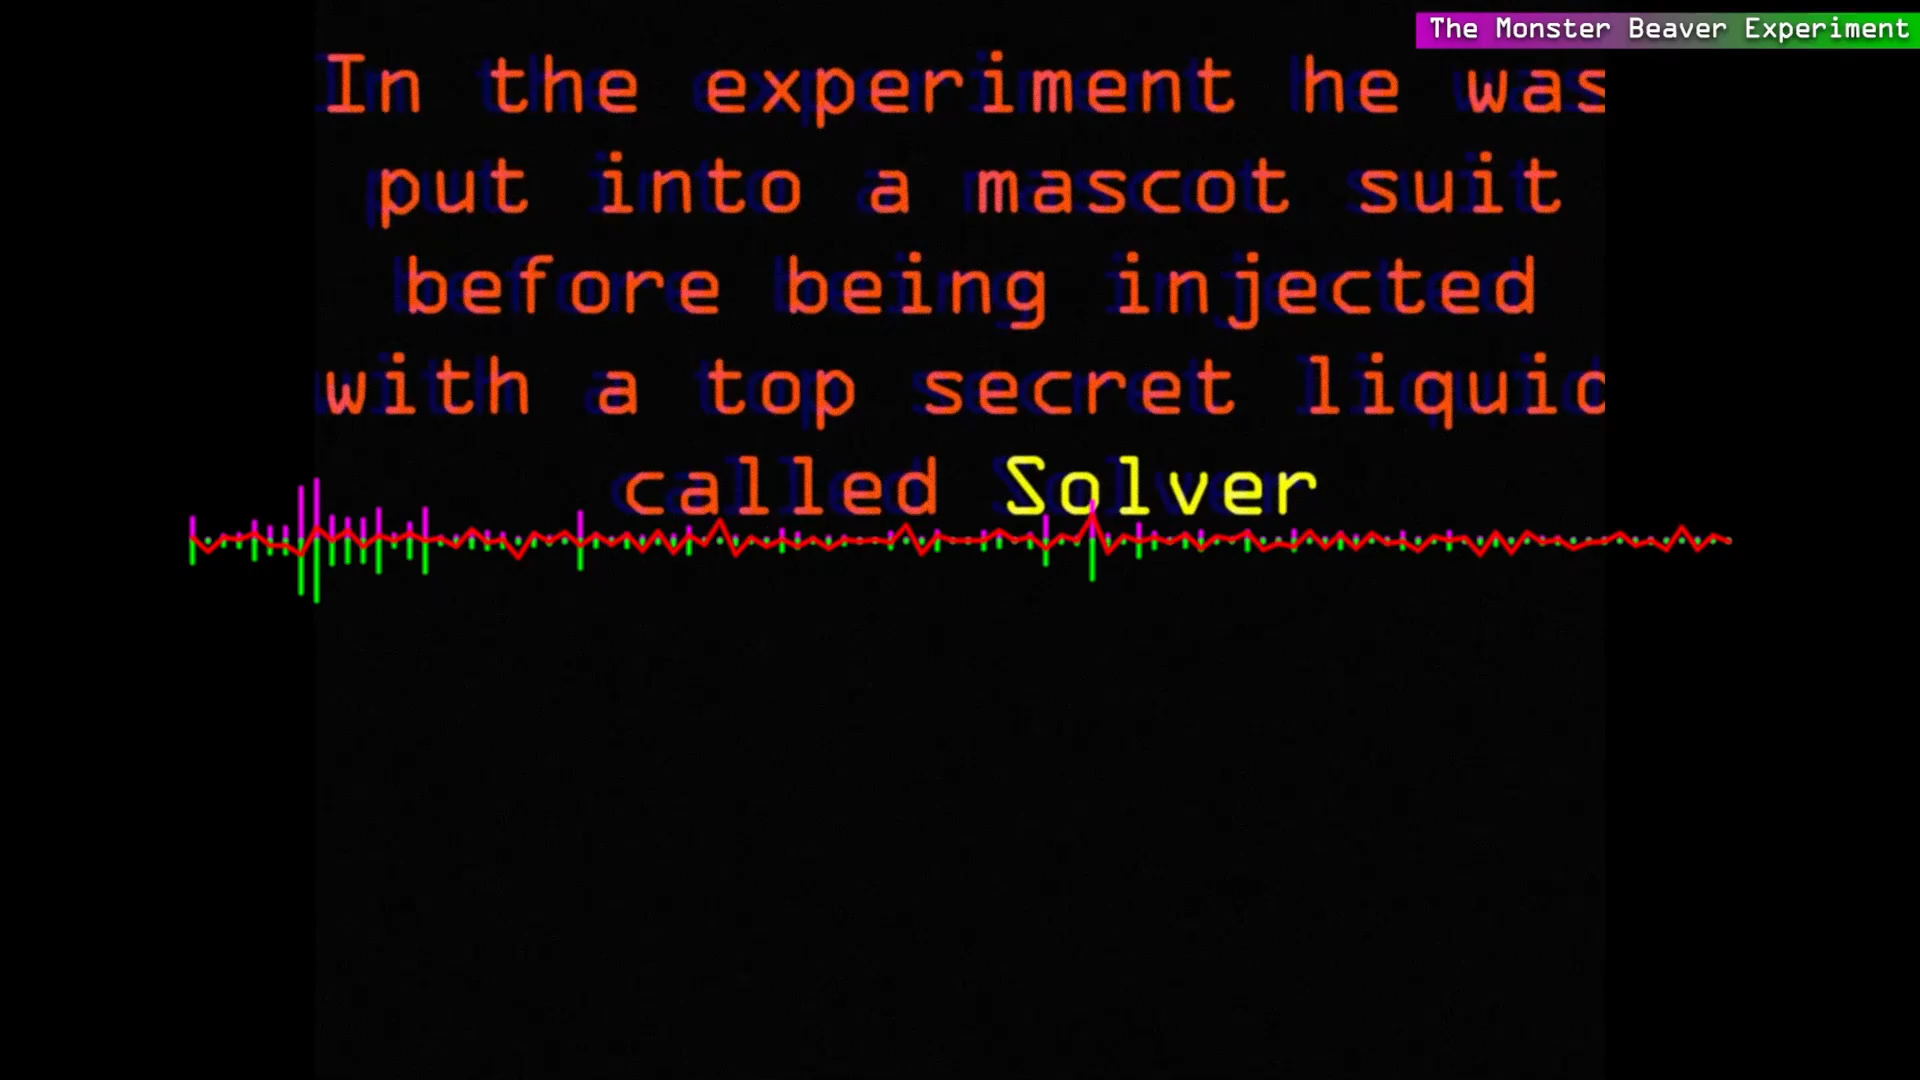 The Monster Beaver Experiment
In the experiment he was
put into a mascot suit
before being injected
with a top secret liquid
called Solver